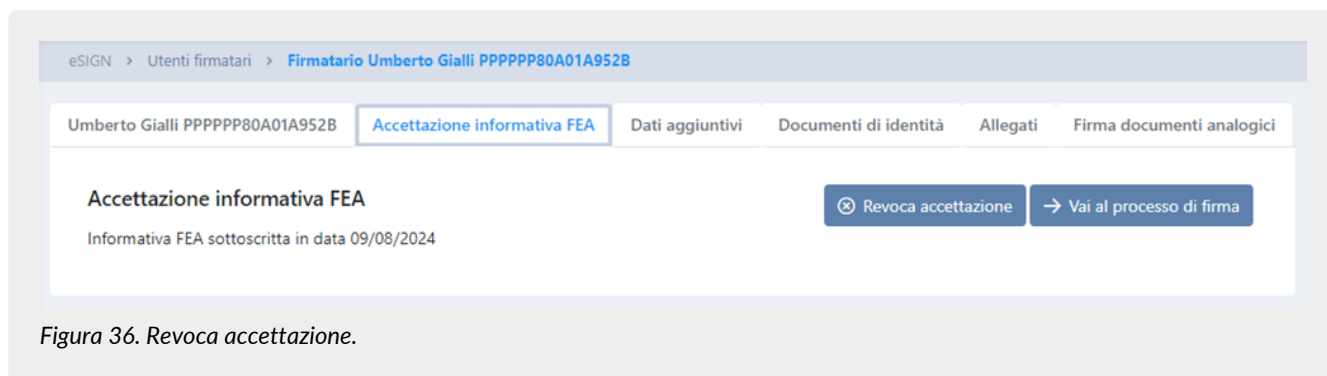 eSIGN > Utenti firmatari > Firmatario Umberto Gialli PPPPPP80A01A952B
Umberto Gialli PPPPPP80A01A952B Accettazione informativa FEA Dati aggiuntivi Documenti di identità Allegati Firma documenti analogici
Accettazione informativa FEA
Revoca accettazione → Vai al processo di firma
Informativa FEA sottoscritta in data 09/08/2024
Figura 36. Revoca accettazione.